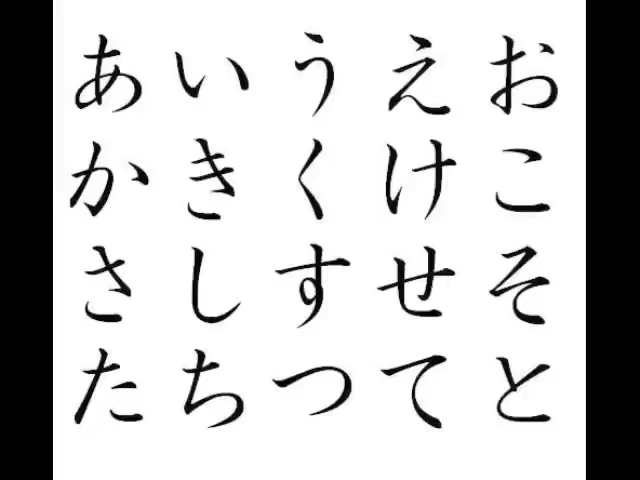 あ い う え お
か き く け こ
さ し す せ そ
た ち つ て と